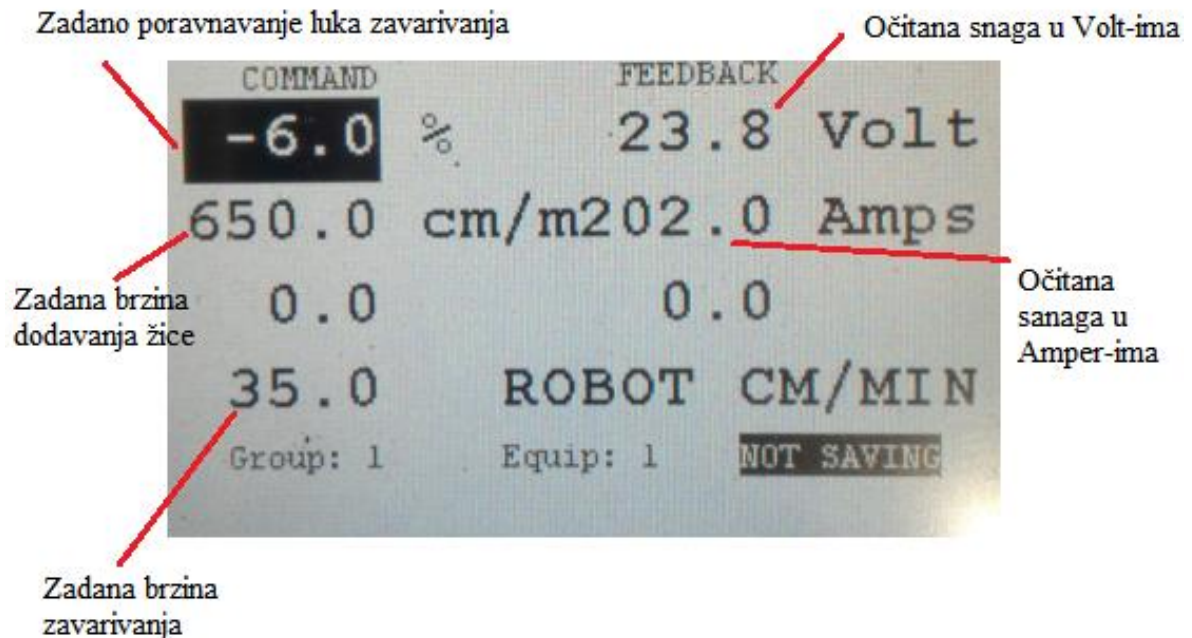 Zadano poravnavanje luka zavarivanja
Očitana snaga u Volt-ima
COMMAND FEEDBACK
-6.0 % 23.8 Volt
650.0 cm/m202.0 Amps
Zadana brzina
dodavanja žice
Očitana
sanaga u
Amper-ima
0.0 0.0
35.0 ROBOT CM/MIN
Group: 1 Equip: 1 NOT SAVING
Zadana brzina
zavarivanja